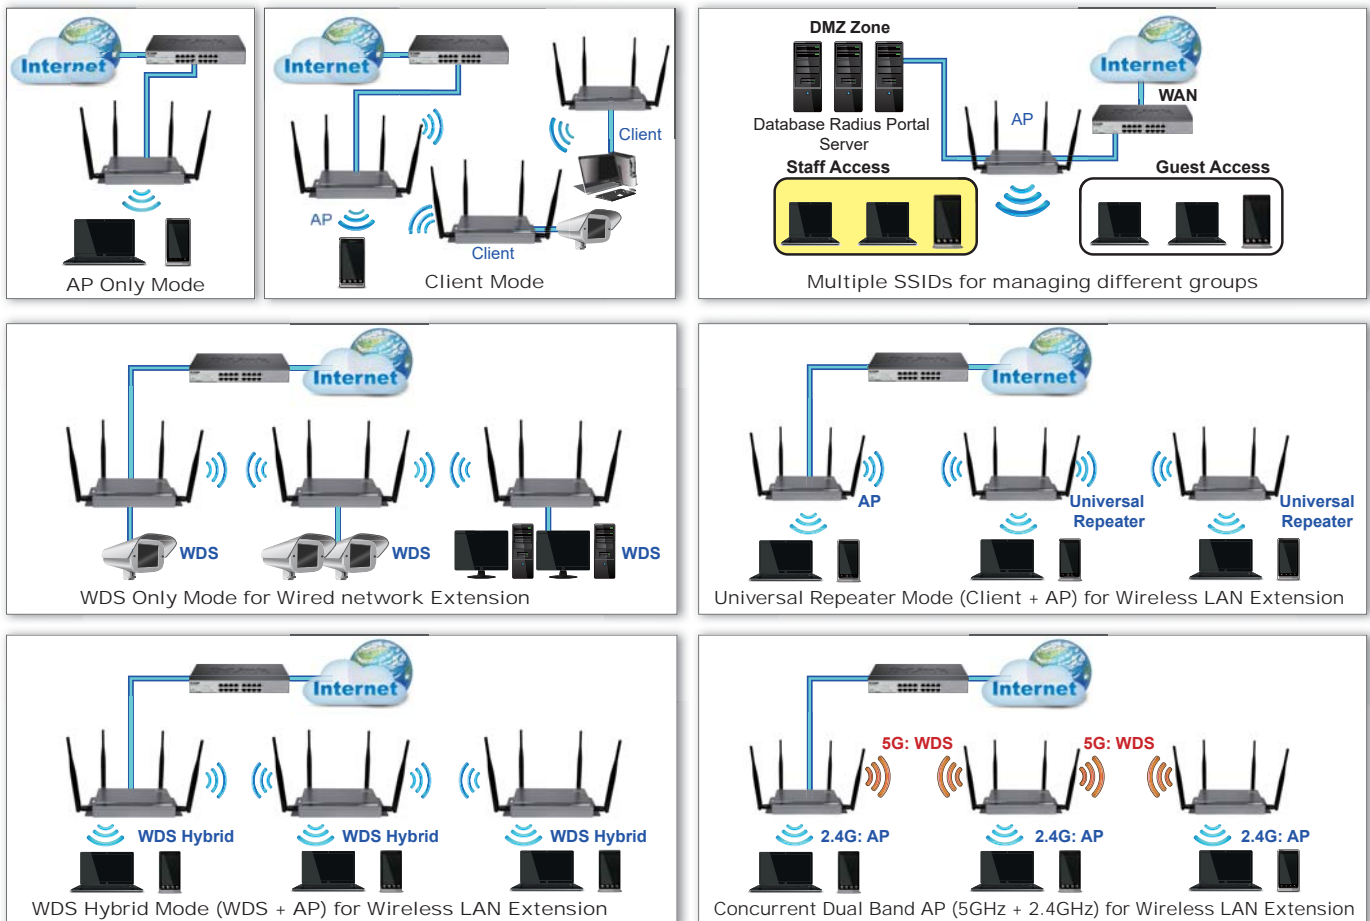 Internet
AP Only Mode
Internet
Client
AP
Client
Client Mode
DMZ Zone
Internet
WAN
AP
Database Radius Portal
Server
Staff Access
Guest Access
Multiple SSIDs for managing different groups
Internet
WDS
WDS
WDS
WDS Only Mode for Wired network Extension
Internet
AP
Universal
Repeater
Universal
Repeater
Universal Repeater Mode (Client + AP) for Wireless LAN Extension
Internet
WDS Hybrid
WDS Hybrid
WDS Hybrid
WDS Hybrid Mode (WDS + AP) for Wireless LAN Extension
Internet
5G: WDS
5G: WDS
2.4G: AP
2.4G: AP
2.4G: AP
Concurrent Dual Band AP (5GHz + 2.4GHz) for Wireless LAN Extension